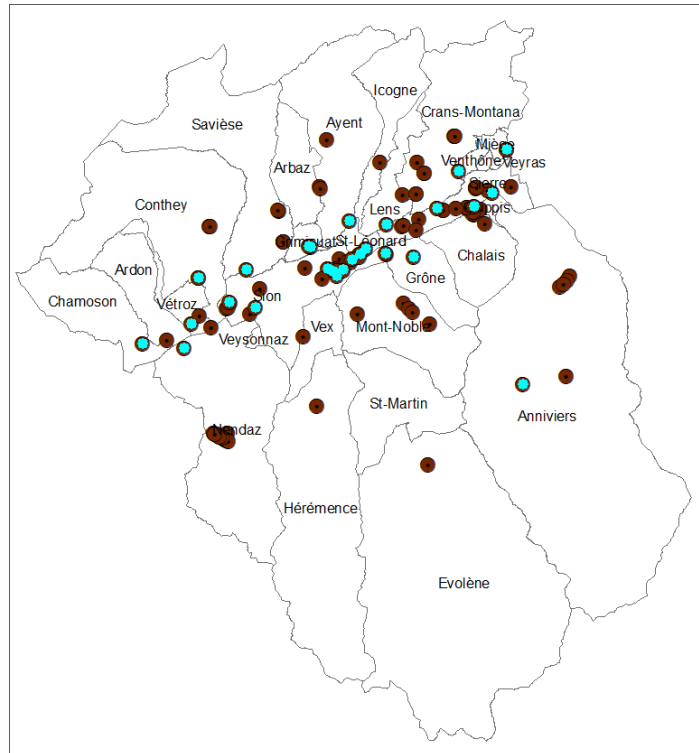 Icogne
Crans-Montana
Savièse
Ayent
Miège
Arbaz
Venthône
Veyras
Sierre
Conthey
Lens
St-Léonard
Ardon
Chalais
Grône
Chamoson
Vétroz
Sion
Veysonnaz
Vex
Mont-Noble
St-Martin
Anniviers
Nendaz
Hérémence
Evolène